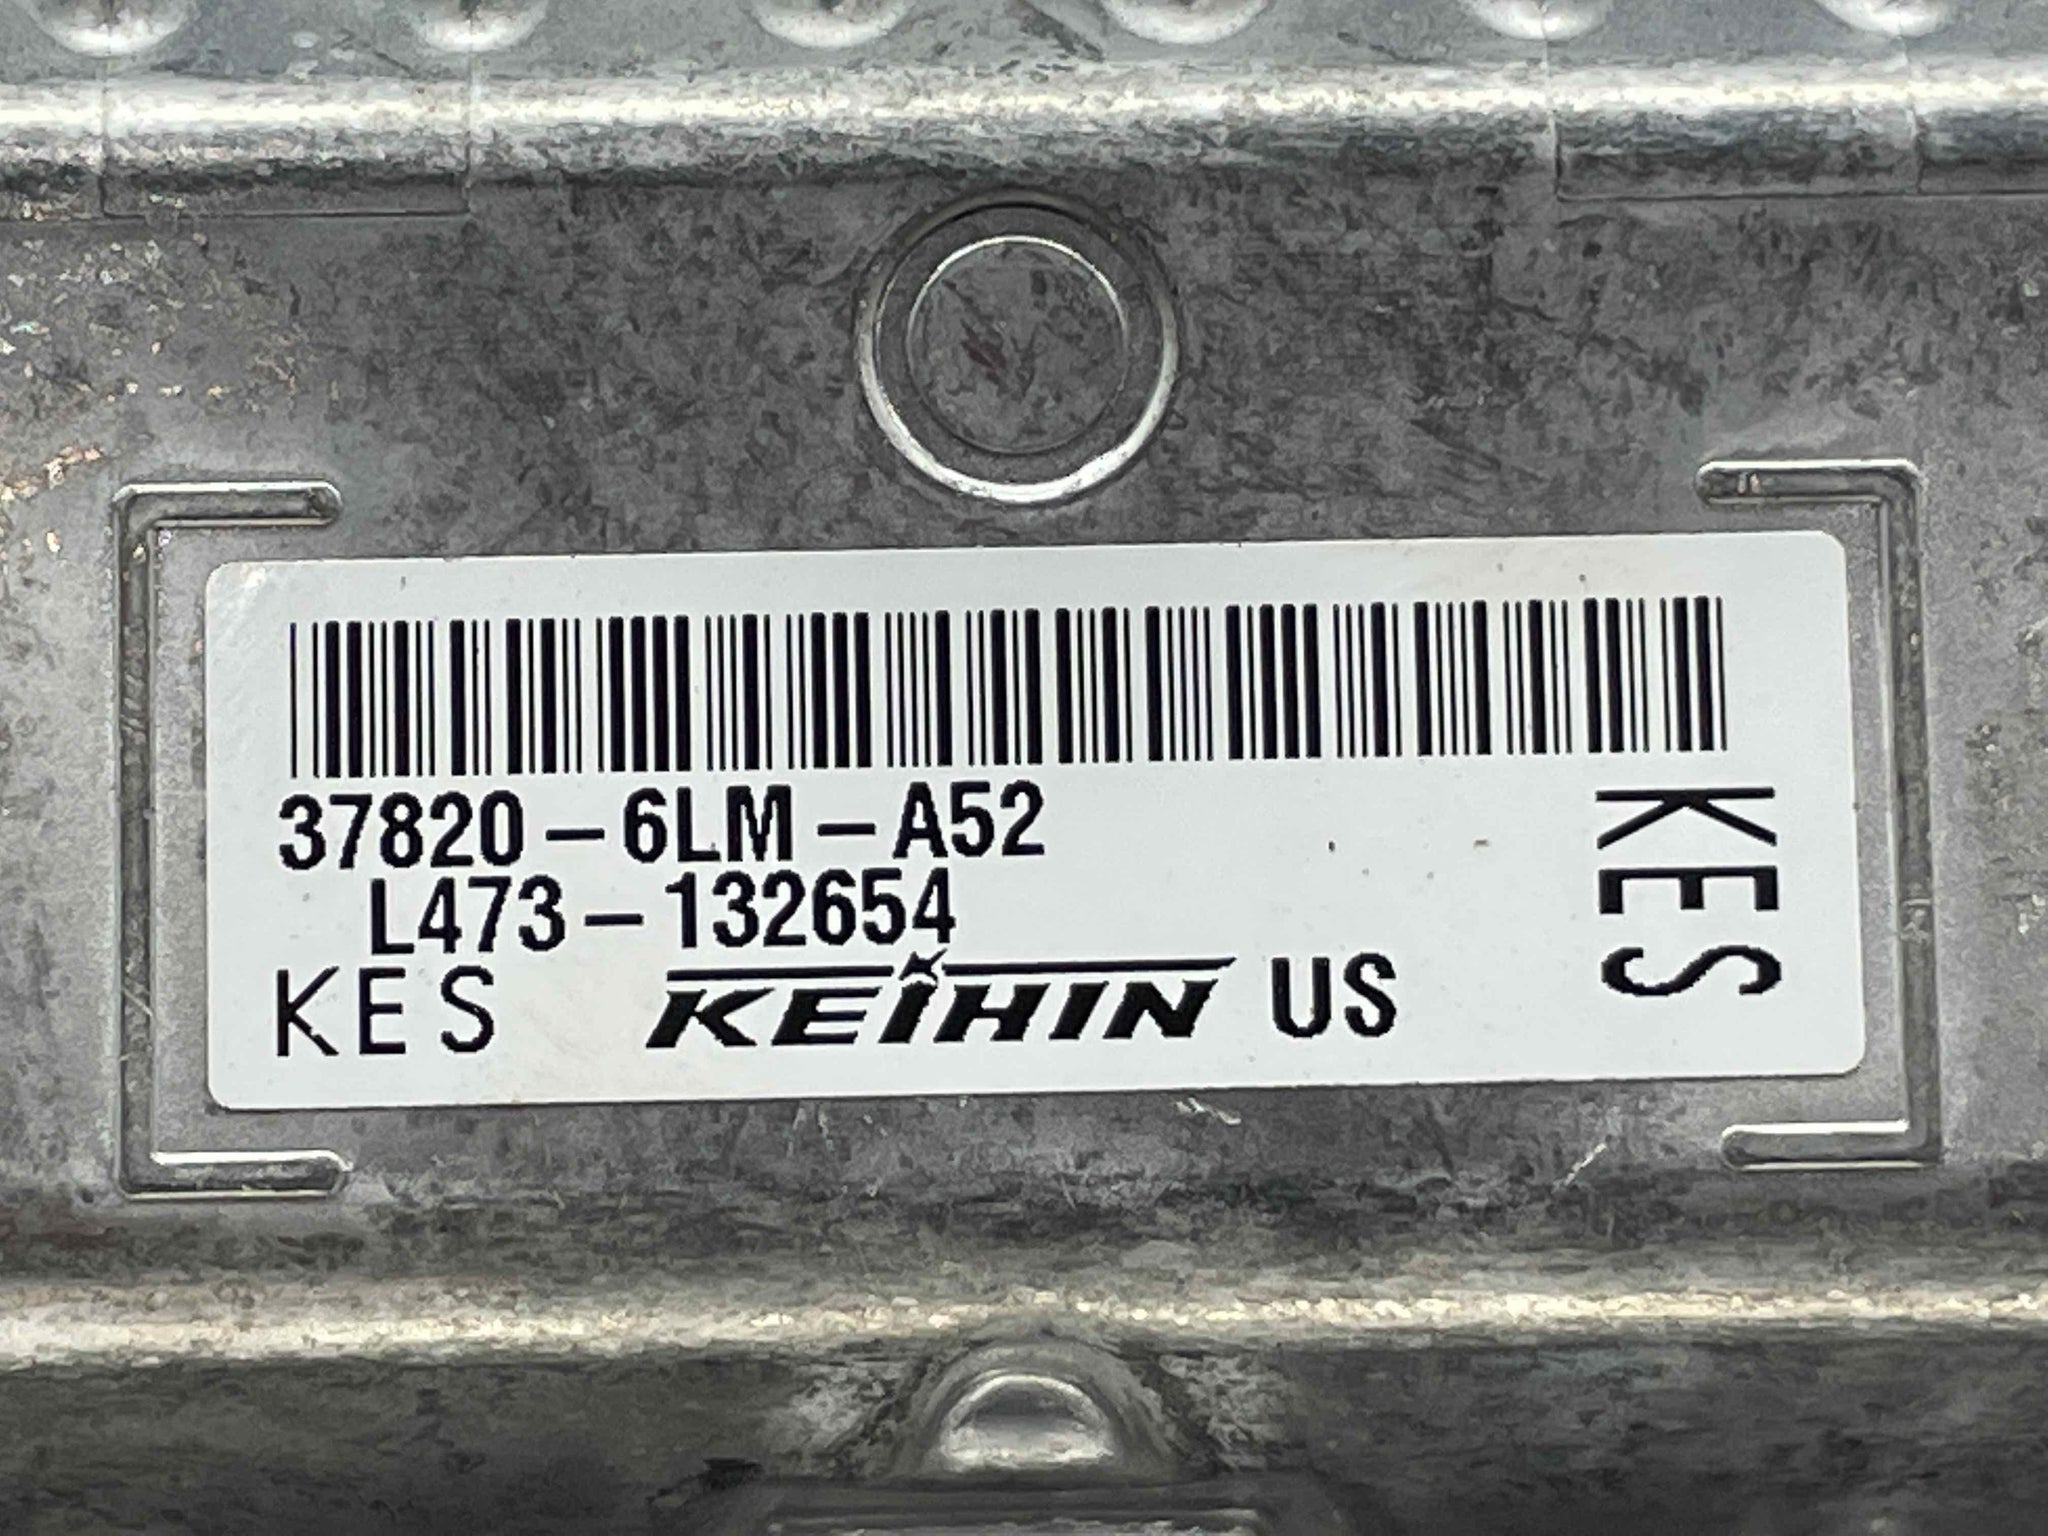 37820-6LM-A52
L473-132654
KES KEIHIN US
KES